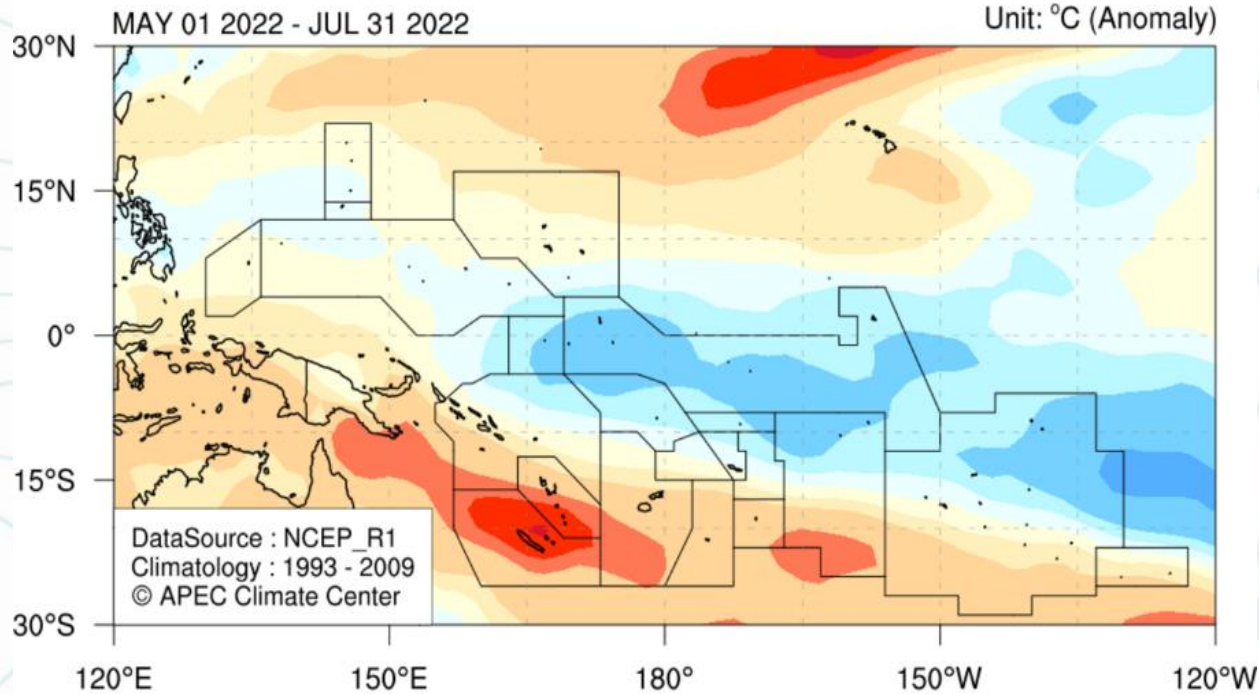 MAY 01 2022 - JUL 31 2022
Unit: °C (Anomaly)
30°N
15°N
0°
15°S
30°S
DataSource : NCEP_R1
Climatology : 1993 - 2009
© APEC Climate Center
120°E
150°E
180°
150°W
120°W